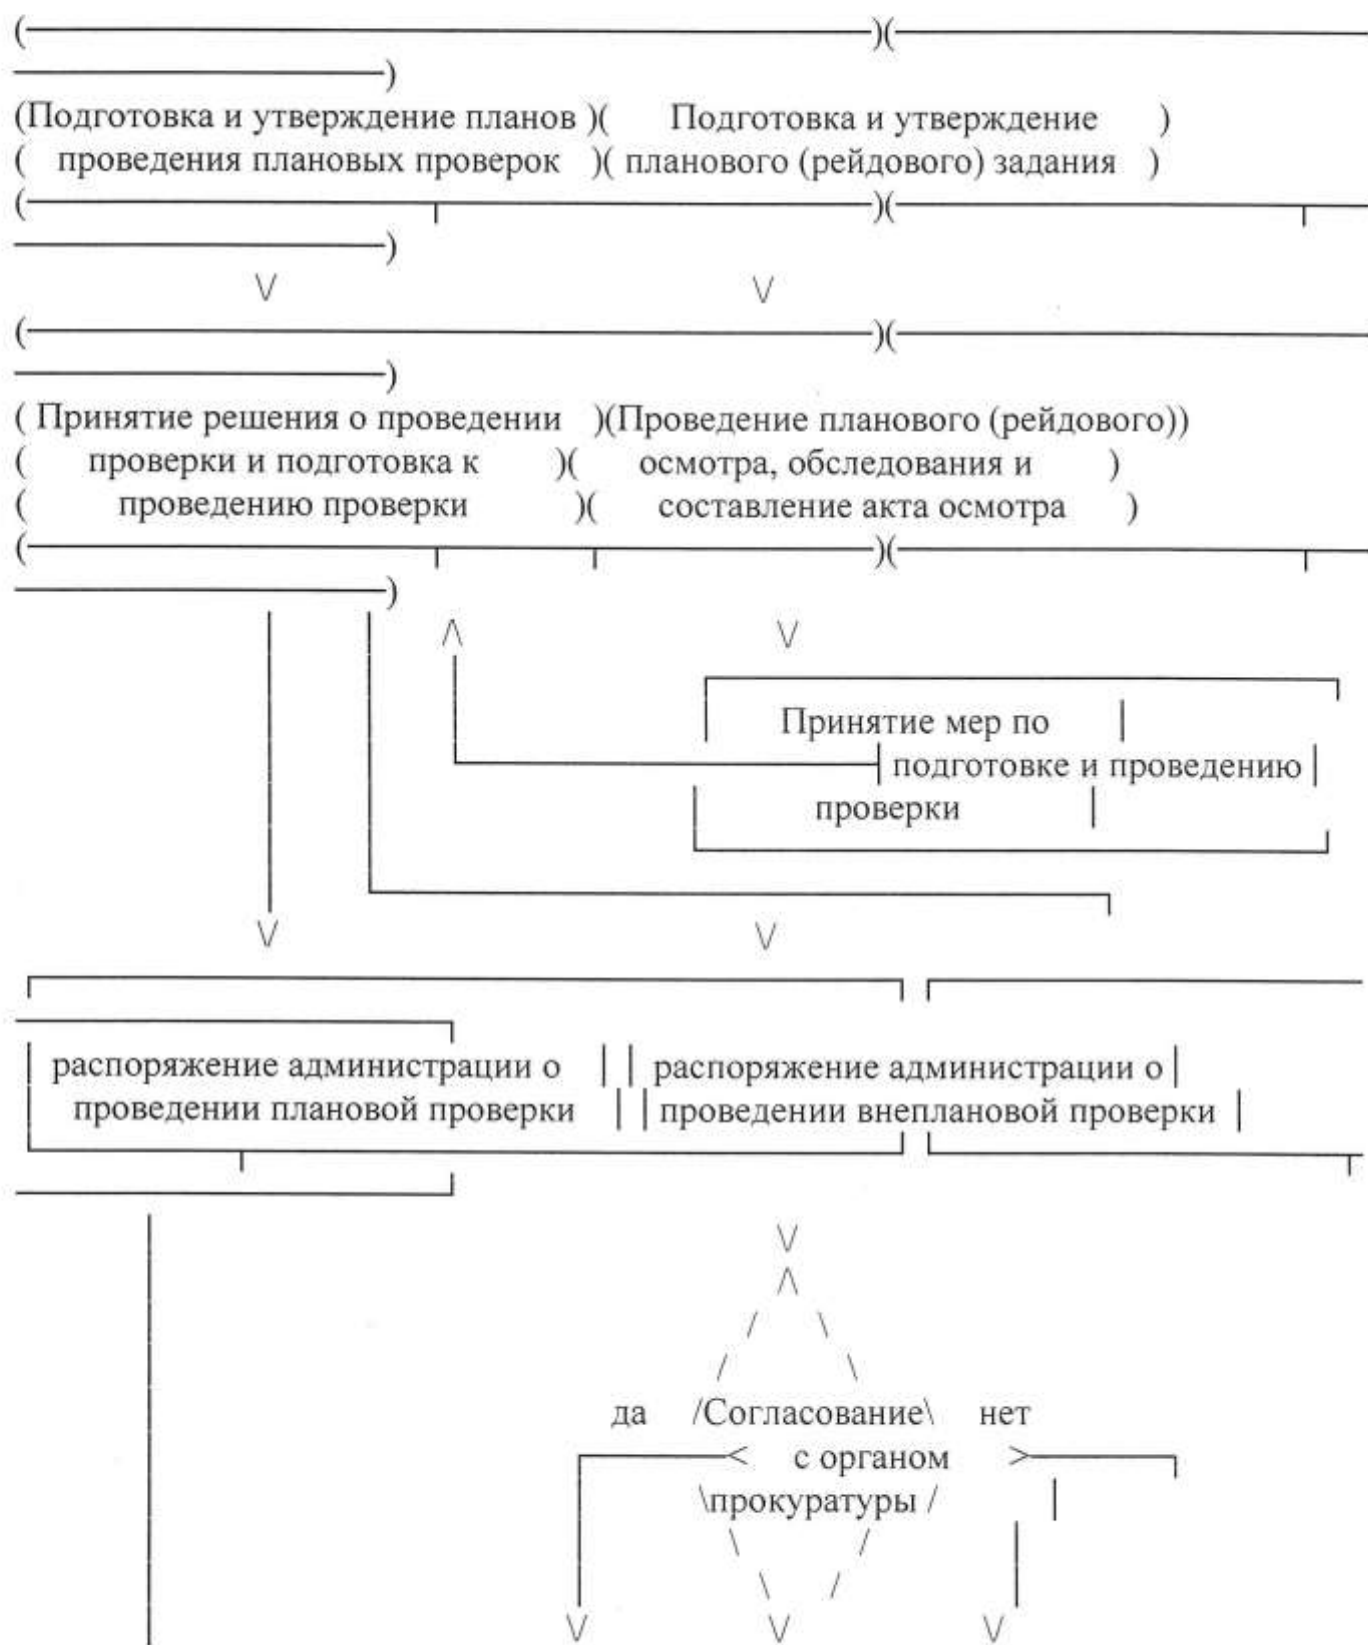 (Подготовка и утверждение планов )( Подготовка и утверждение )
( проведения плановых проверок )( планового (рейдового) задания )
( Принятие решения о проведении )(Проведение планового (рейдового))
( проверки и подготовка к )( осмотра, обследования и )
( проведению проверки )( составление акта осмотра )
Принятие мер по
подготовке и проведению
проверки
распоряжение администрации о | | распоряжение администрации о |
проведении плановой проверки | | проведении внеплановой проверки |
да /Согласование\ нет
< с органом >
\прокуратуры /